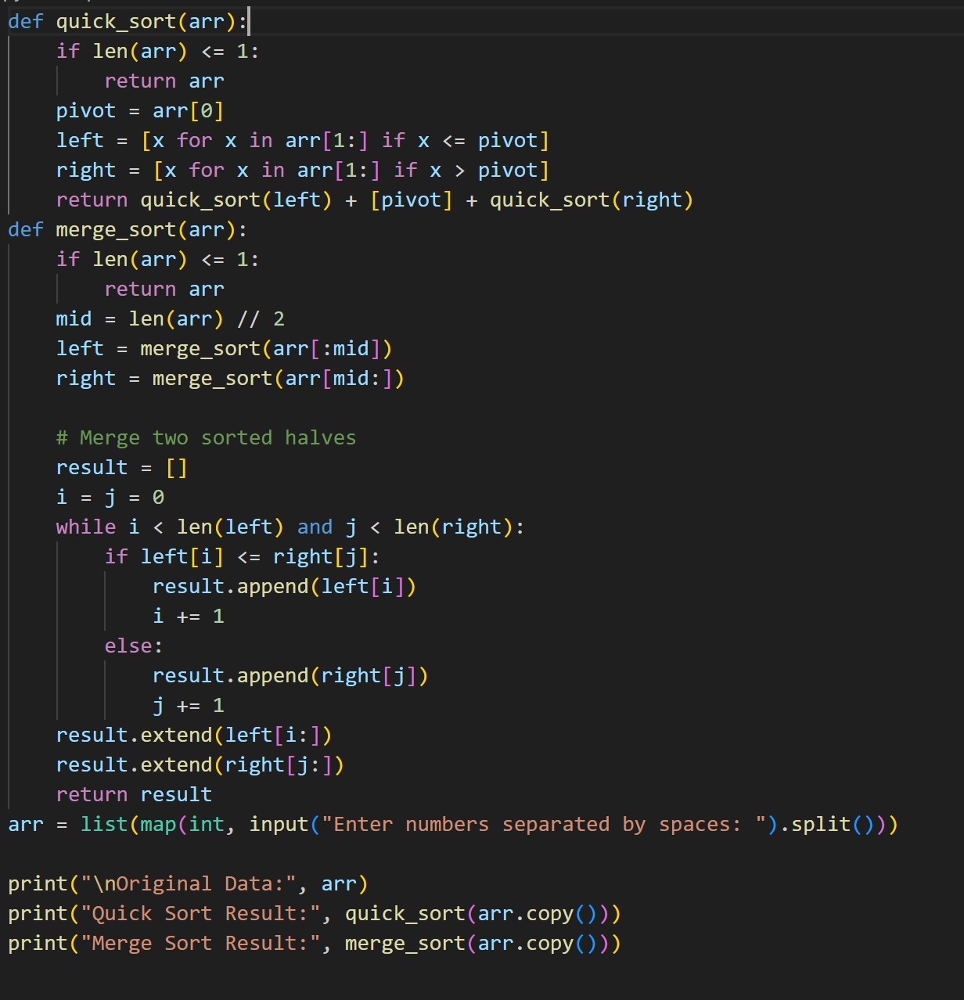 def quick_sort(arr):
    if len(arr) <= 1:
        return arr
    pivot = arr[0]
    left = [x for x in arr[1:] if x <= pivot]
    right = [x for x in arr[1:] if x > pivot]
    return quick_sort(left) + [pivot] + quick_sort(right)
def merge_sort(arr):
    if len(arr) <= 1:
        return arr
    mid = len(arr) // 2
    left = merge_sort(arr[:mid])
    right = merge_sort(arr[mid:])

    # Merge two sorted halves
    result = []
    i = j = 0
    while i < len(left) and j < len(right):
        if left[i] <= right[j]:
            result.append(left[i])
            i += 1
        else:
            result.append(right[j])
            j += 1
    result.extend(left[i:])
    result.extend(right[j:])
    return result
arr = list(map(int, input("Enter numbers separated by spaces: ").split()))

print("\nOriginal Data:", arr)
print("Quick Sort Result:", quick_sort(arr.copy()))
print("Merge Sort Result:", merge_sort(arr.copy()))